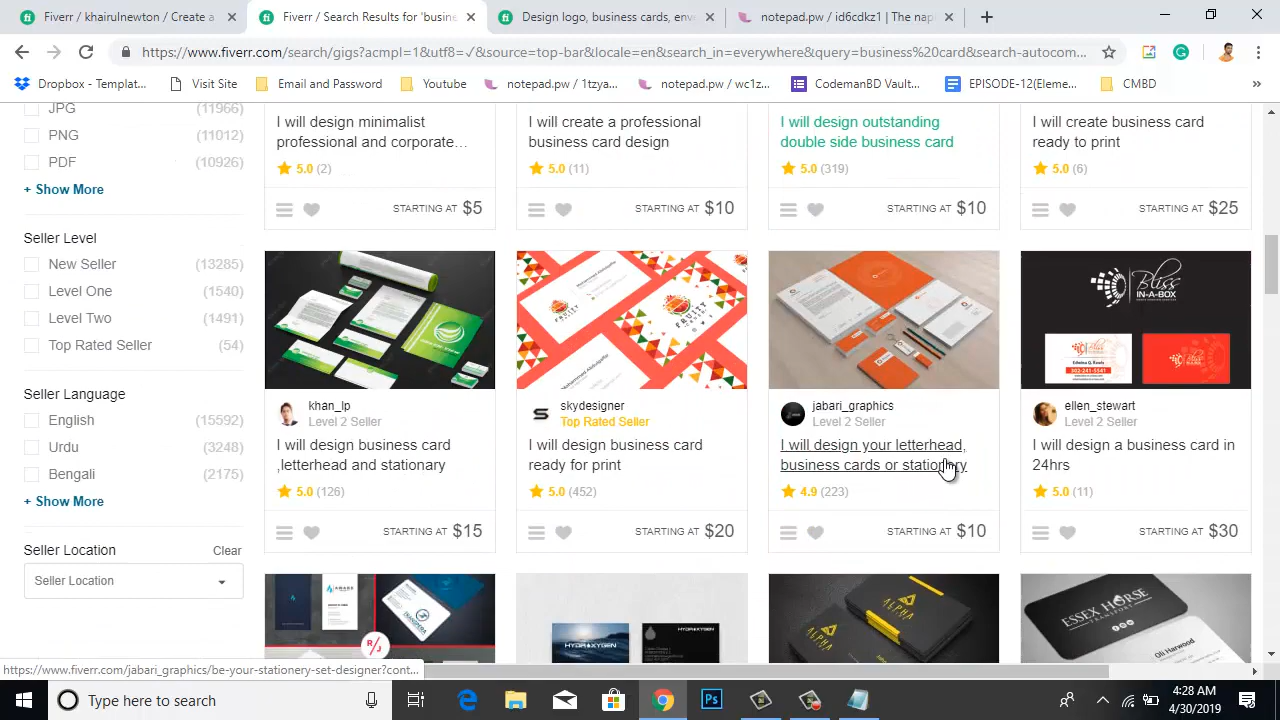 Fiverr / khairulnewton / Create a
Fiverr / Search Results for 'busine
Design logo, business cards, env
notepad.pw / id6cdkz1 | The nap
https://www.fiverr.com/search/gigs?acmpl=1&utf8=✓&source=top-bar&locale=en&search_in=everywhere&query=business%20card&search-autocom...
Dropbox - Templat...
Visit Site
Email and Password
Youtube
notepad.pw / 1tzya...
notepad.pw / wc1z...
CodemanBD Vault...
EPISODE-12(Eleme...
CMBD
JPG (11966)
PNG (11012)
PDF (10926)
+ Show More
Seller Level
New Seller (13285)
Level One (1540)
Level Two (1491)
Top Rated Seller (54)
Seller Language
English (15592)
Urdu (3248)
Bengali (2175)
+ Show More
Seller Location Clear
Seller Location
I will design minimalist
professional and corporate...
5.0 (2)
STARTING AT $5
I will create a professional
business card design
5.0 (11)
STARTING AT $10
I will design outstanding
double side business card
5.0 (319)
STARTING AT $10
I will create business card
ready to print
5.0 (6)
STARTING AT $25
khan_lp
Level 2 Seller
I will design business card
,letterhead and stationary
5.0 (126)
STARTING AT $15
FRUITY
skydesigner
Top Rated Seller
I will design business card
ready for print
5.0 (452)
STARTING AT $20
jabari_graphics
Level 2 Seller
I will design your letterhead,
business cards or stationery
4.9 (223)
STARTING AT $10
Bliss
IN-A-BOX
Edwina Q. Rawls
302-241-5541
ellen_stewart
Level 2 Seller
I will design a business card in
24hrs
5.0 (11)
STARTING AT $30
AWARE
HYDROXYGEN
HYDROXYGEN
ALPHA
ALPHA
ESSEX HORSE
Oli Harwood
https://www.fiverr.com/jabari_graphics/be-your-stationery-set-designer?cont...
Type here to search
4:28 AM
4/30/2019